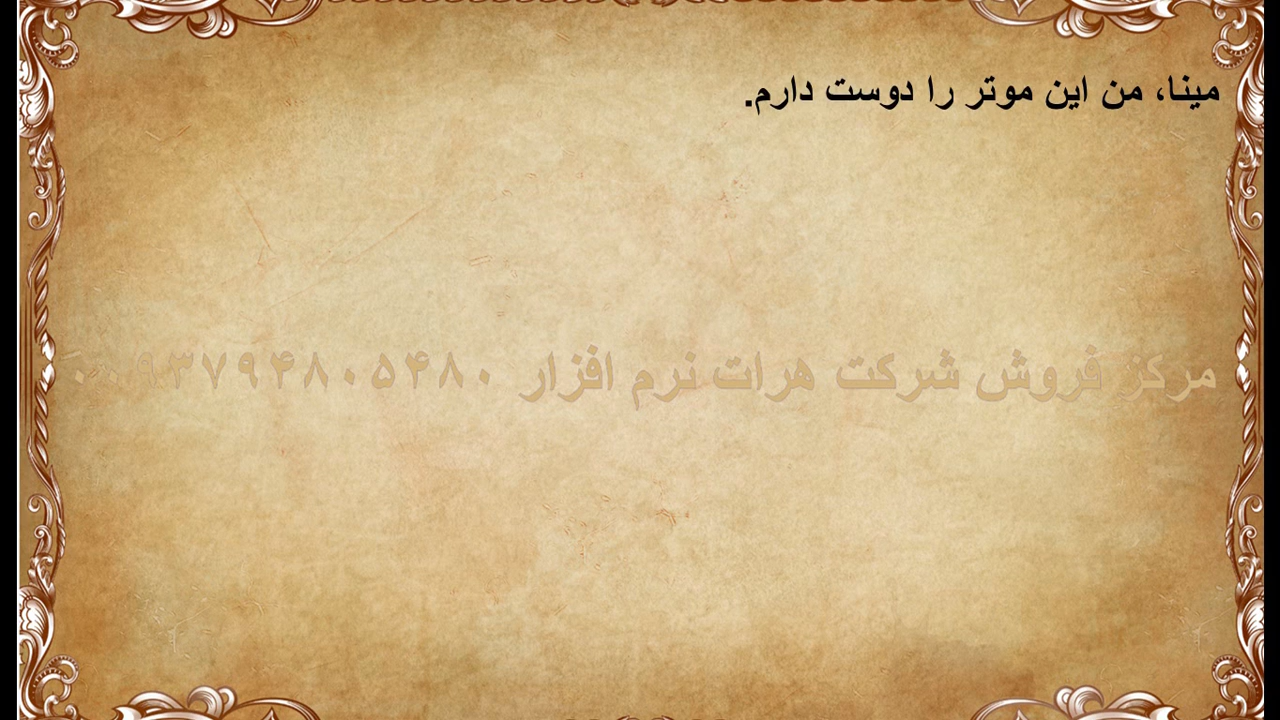 مینا، من این موتر را دوست دارم.
مرکز فروش شرکت هرات نرم افزار ۰۰۹۳۷۹۴۸۰۵۴۸۰